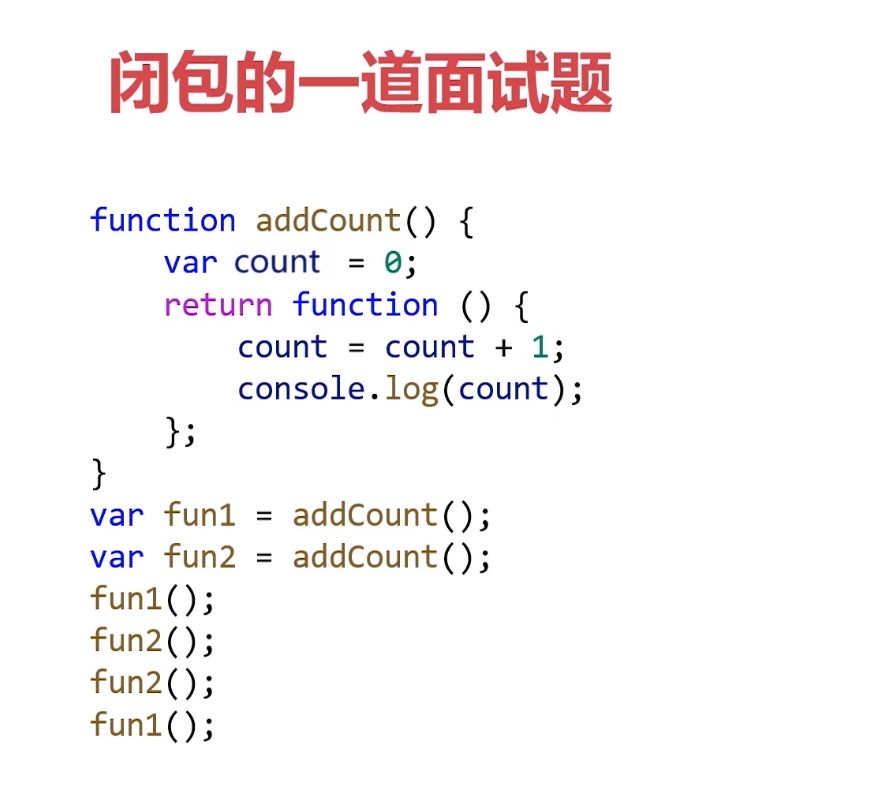 闭包的一道面试题
function addCount() {
    var count = 0;
    return function () {
        count = count + 1;
        console.log(count);
    };
}
var fun1 = addCount();
var fun2 = addCount();
fun1();
fun2();
fun2();
fun1();